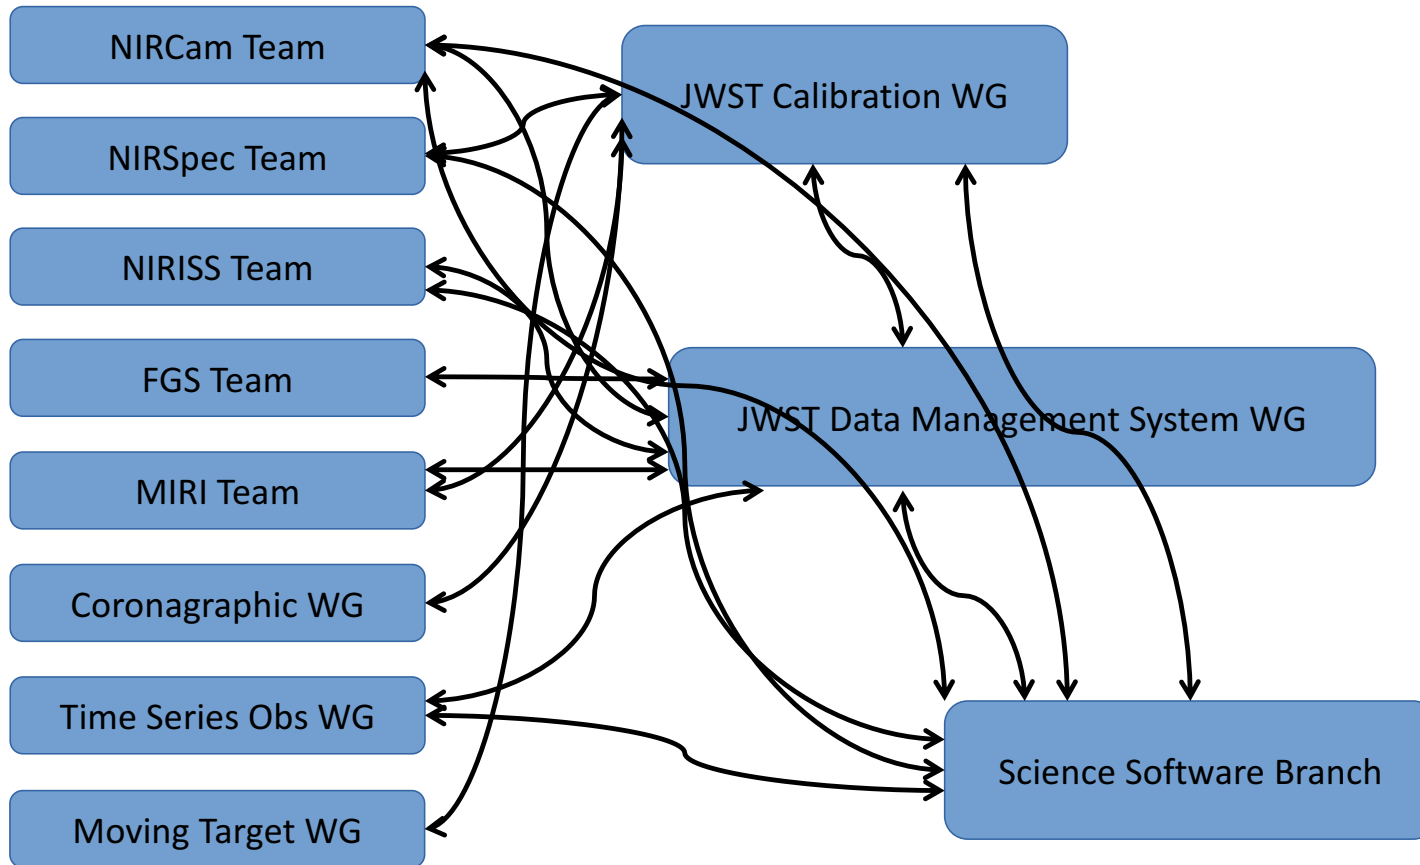 NIRCam Team
NIRSpec Team
NIRISS Team
FGS Team
MIRI Team
Coronagraphic WG
Time Series Obs WG
Moving Target WG
JWST Calibration WG
JWST Data Management System WG
Science Software Branch